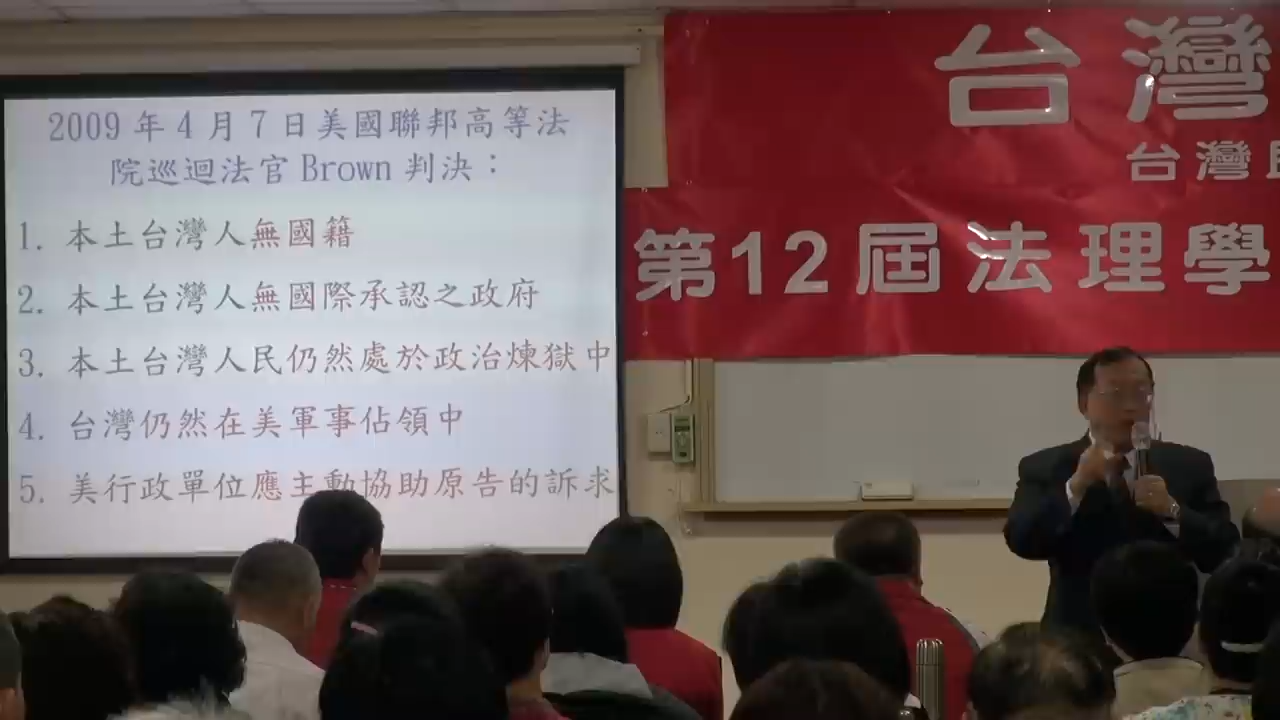 2009 年 4 月 7 日美國聯邦高等法
院巡迴法官 Brown 判決：
1. 本土台灣人無國籍
2. 本土台灣人無國際承認之政府
3. 本土台灣人民仍然處於政治煉獄中
4. 台灣仍然在美軍事佔領中
5. 美行政單位應主動協助原告的訴求
台灣
台灣
第12屆法理學